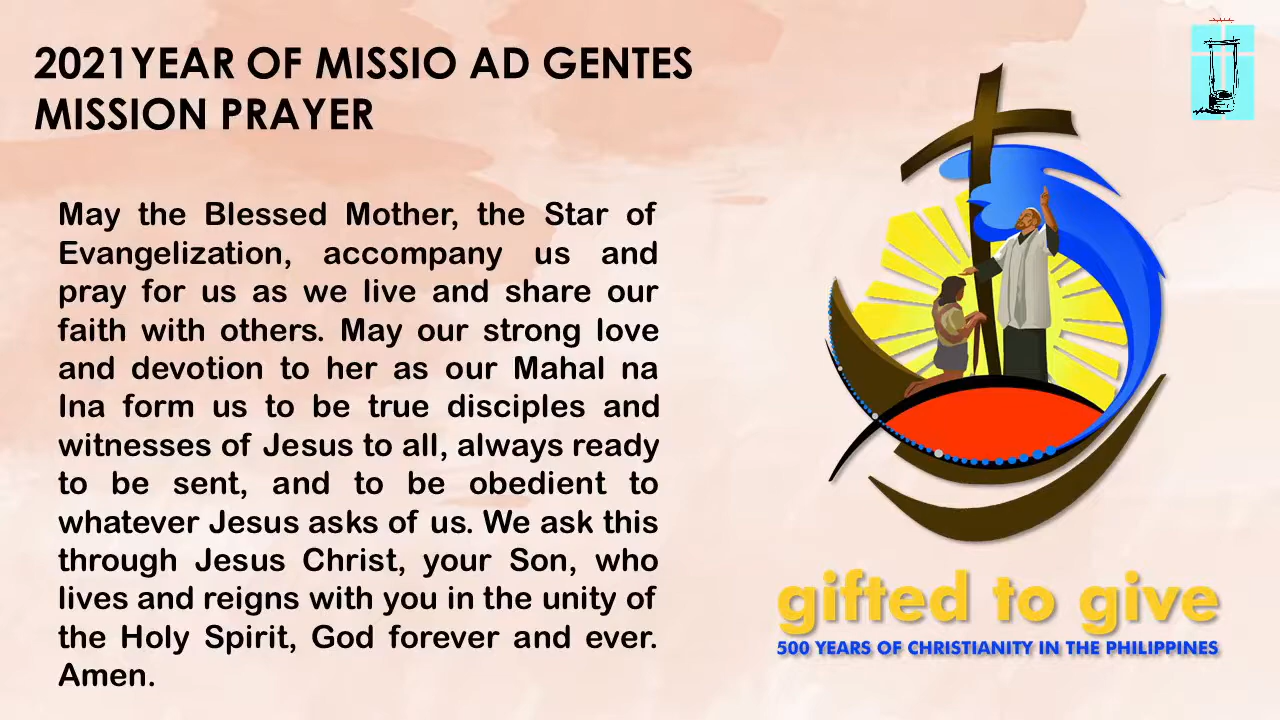 2021YEAR OF MISSIO AD GENTES
MISSION PRAYER
May the Blessed Mother, the Star of
Evangelization, accompany us and
pray for us as we live and share our
faith with others. May our strong love
and devotion to her as our Mahal na
Ina form us to be true disciples and
witnesses of Jesus to all, always ready
to be sent, and to be obedient to
whatever Jesus asks of us. We ask this
through Jesus Christ, your Son, who
lives and reigns with you in the unity of
the Holy Spirit, God forever and ever.
Amen.
gifted to give
500 YEARS OF CHRISTIANITY IN THE PHILIPPINES